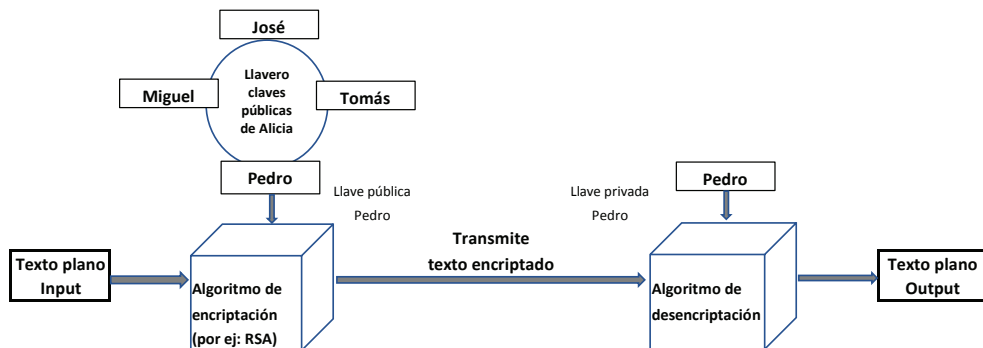 José
Llavero
claves
públicas
de Alicia
Miguel
Tomás
Pedro
Llave pública
Pedro
Llave privada
Pedro
Pedro
Texto plano
Input
Algoritmo de
encriptación
(por ej: RSA)
Transmite
texto encriptado
Algoritmo de
desencriptación
Texto plano
Output